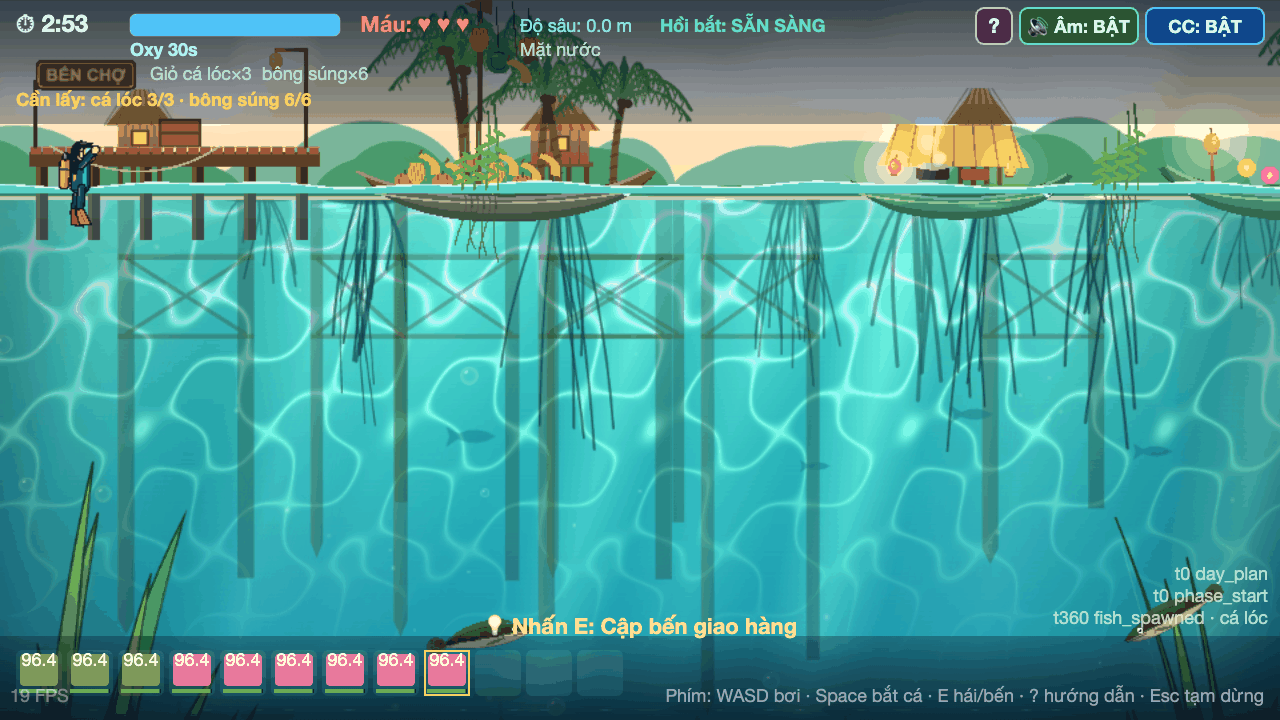 ⏱ 2:53
Máu: ♥ ♥ ♥
Độ sâu: 0.0 m
Hồi bắt: SẴN SÀNG
?
🔊 Âm: BẬT
CC: BẬT
Oxy 30s
Mặt nước
BẾN CHỢ
Giỏ cá lóc×3 bông súng×6
Cần lấy: cá lóc 3/3 · bông súng 6/6
t0 day_plan
t0 phase_start
t360 fish_spawned · cá lóc
💡 Nhấn E: Cập bến giao hàng
96.4 96.4 96.4 96.4 96.4 96.4 96.4 96.4 96.4
19 FPS
Phím: WASD bơi · Space bắt cá · E hái/bến · ? hướng dẫn · Esc tạm dừng